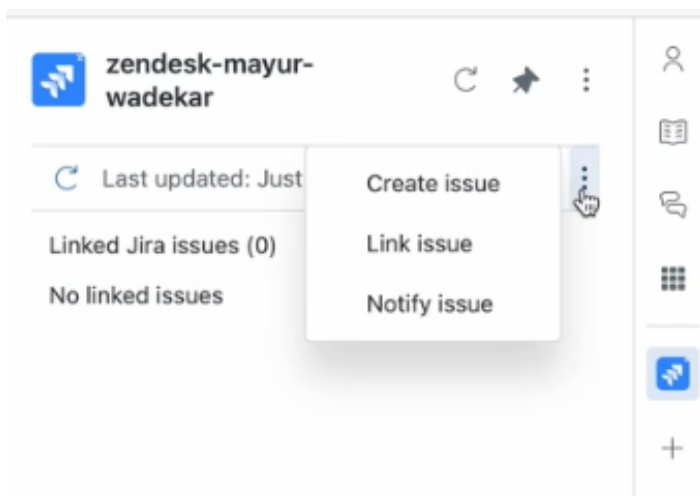 zendesk-mayur-
wadekar
Last updated: Just
Create issue
Link issue
Notify issue
Linked Jira issues (0)
No linked issues